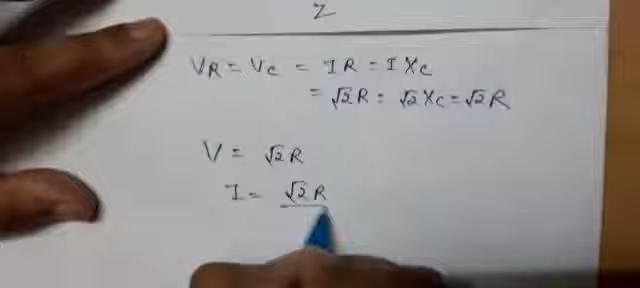 Z
VR = VC = IR = IXC
= √2R = √2XC = √2R
V = √2R
I = √2R